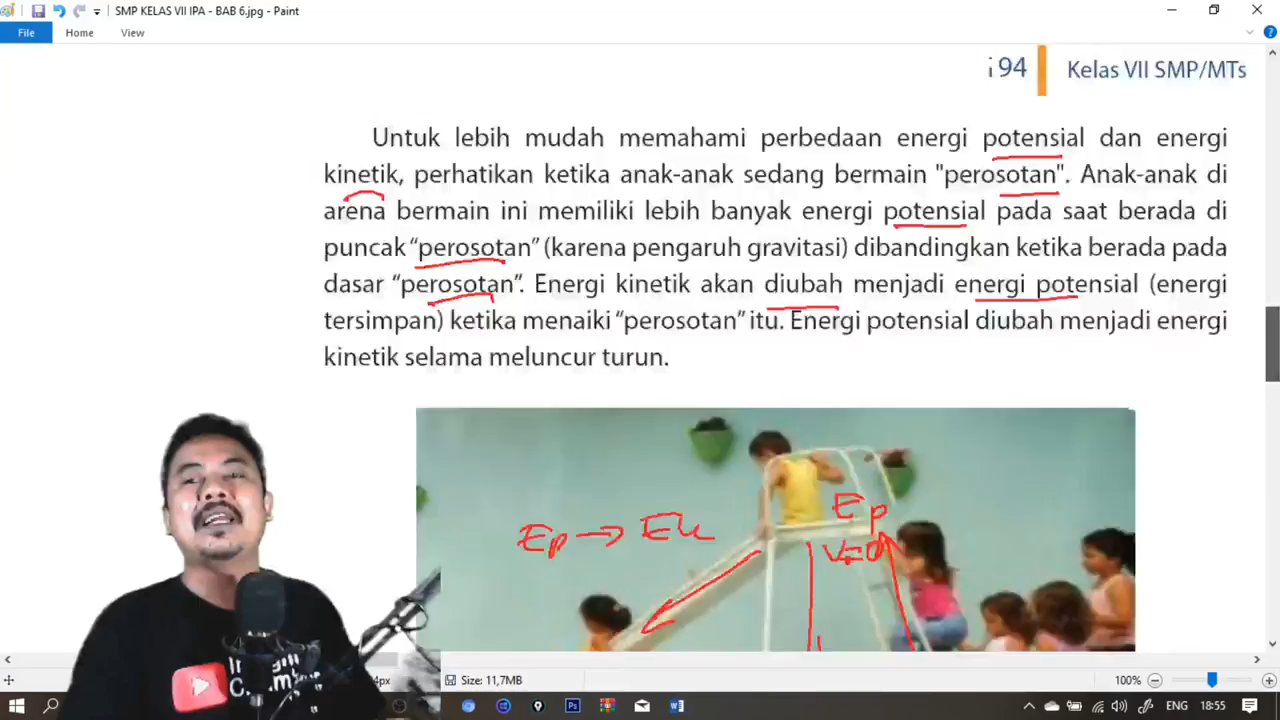 SMP KELAS VII IPA - BAB 6.jpg - Paint
File Home View
194 Kelas VII SMP/MTs
Untuk lebih mudah memahami perbedaan energi potensial dan energi
kinetik, perhatikan ketika anak-anak sedang bermain "perosotan". Anak-anak di
arena bermain ini memiliki lebih banyak energi potensial pada saat berada di
puncak “perosotan” (karena pengaruh gravitasi) dibandingkan ketika berada pada
dasar “perosotan”. Energi kinetik akan diubah menjadi energi potensial (energi
tersimpan) ketika menaiki “perosotan” itu. Energi potensial diubah menjadi energi
kinetik selama meluncur turun.
Ep
Ep → Ek
V=0
Size: 11,7MB 100%
ENG 18:55